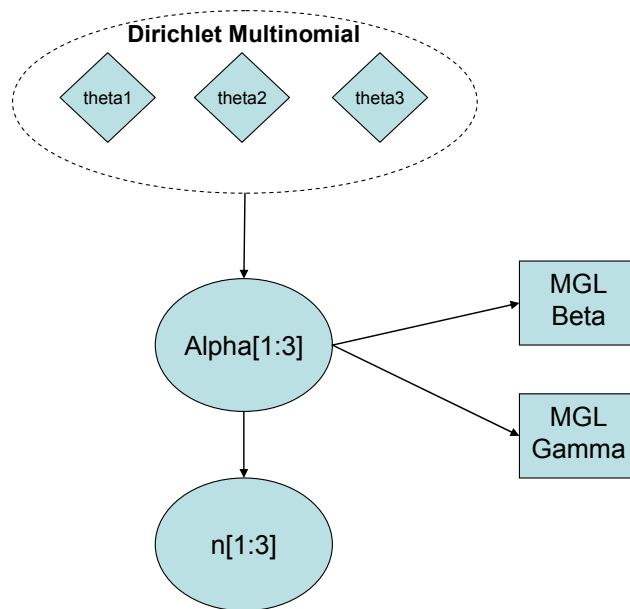 Dirichlet Multinomial
theta1
theta2
theta3
Alpha[1:3]
MGL
Beta
MGL
Gamma
n[1:3]